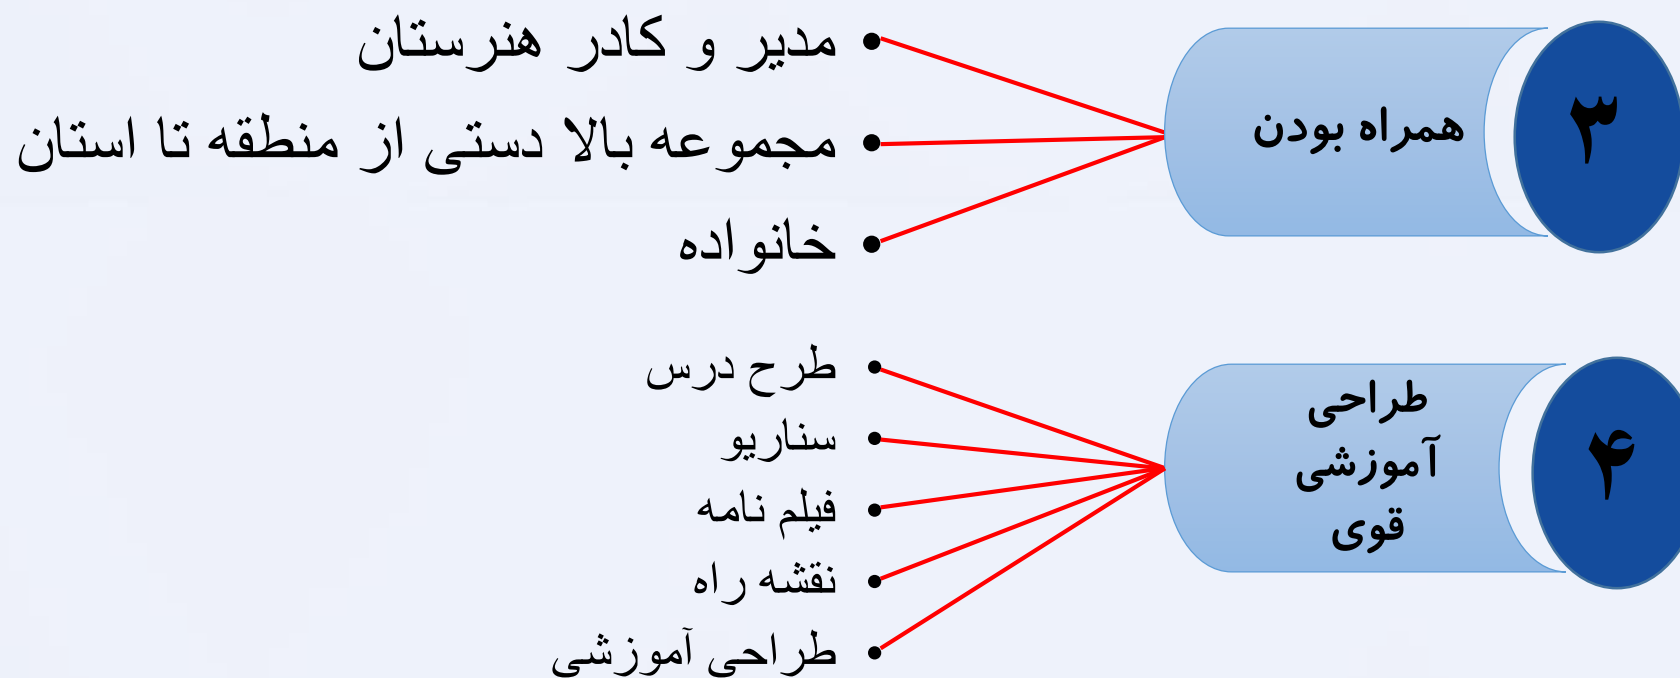 ۳
همراه بودن
• مدیر و کادر هنرستان
• مجموعه بالا دستی از منطقه تا استان
• خانواده
۴
طراحی
آموزشی
قوی
• طرح درس
• سناریو
• فیلم نامه
• نقشه راه
• طراحی آموزشی